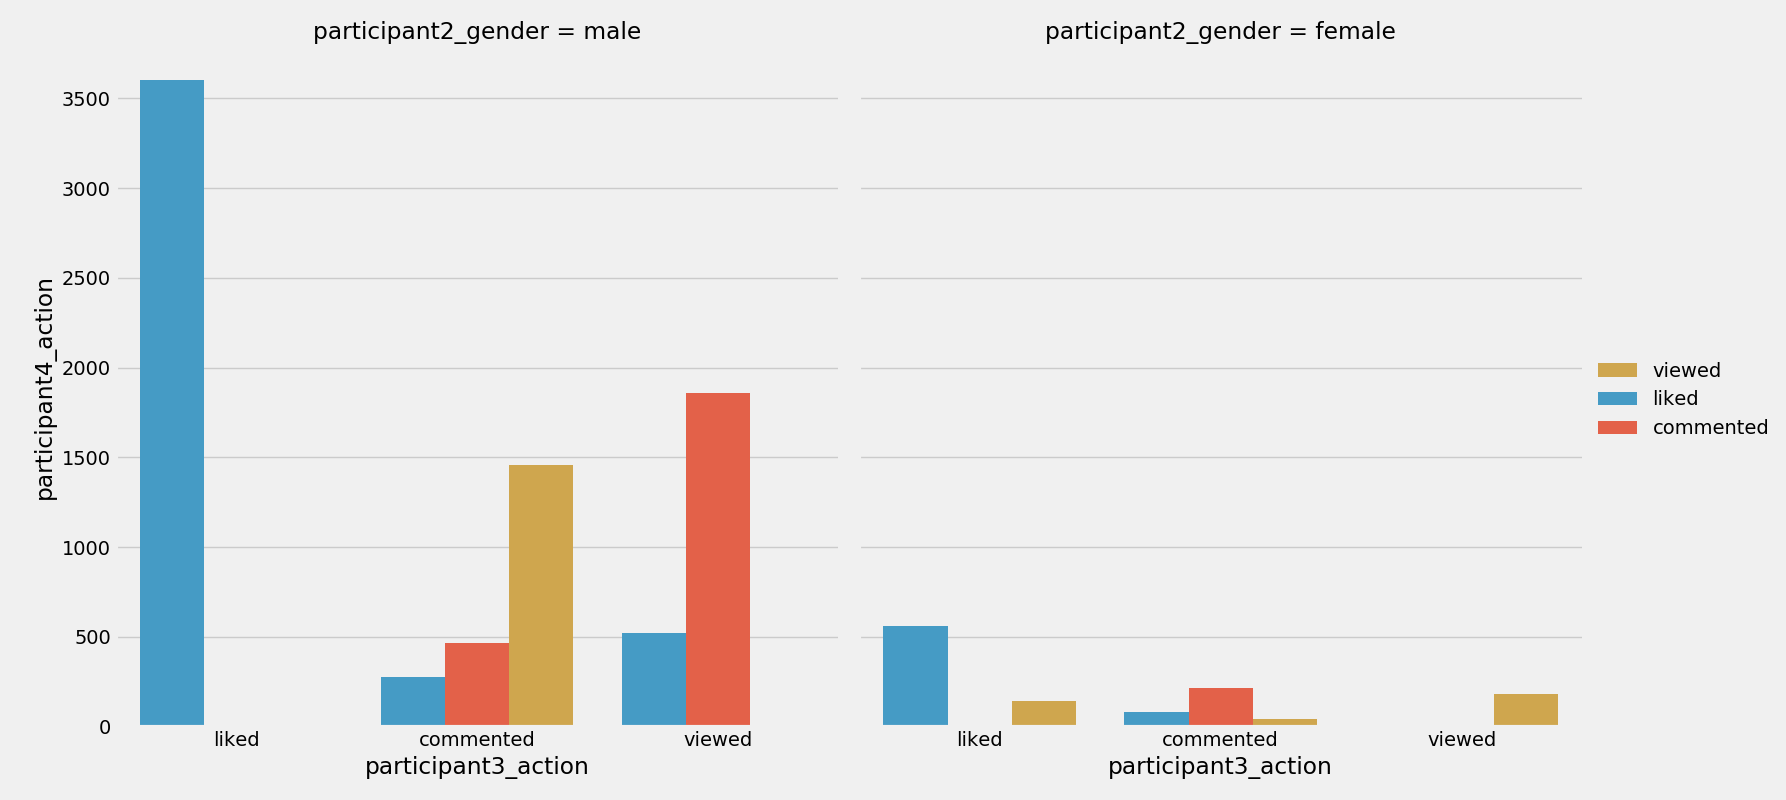 participant2_gender = male
participant2_gender = female
participant4_action
3500
3000
2500
2000
1500
1000
500
0
liked
commented
viewed
participant3_action
liked
commented
viewed
participant3_action
viewed
liked
commented